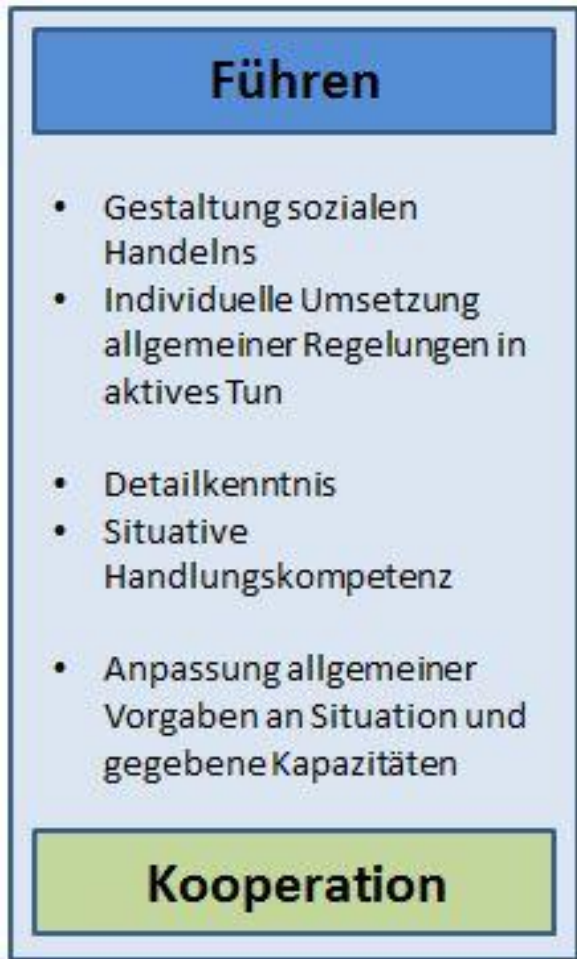 Führen
• Gestaltung sozialen
Handelns
• Individuelle Umsetzung
allgemeiner Regelungen in
aktives Tun
• Detailkenntnis
• Situative
Handlungskompetenz
• Anpassung allgemeiner
Vorgaben an Situation und
gegebene Kapazitäten
Kooperation